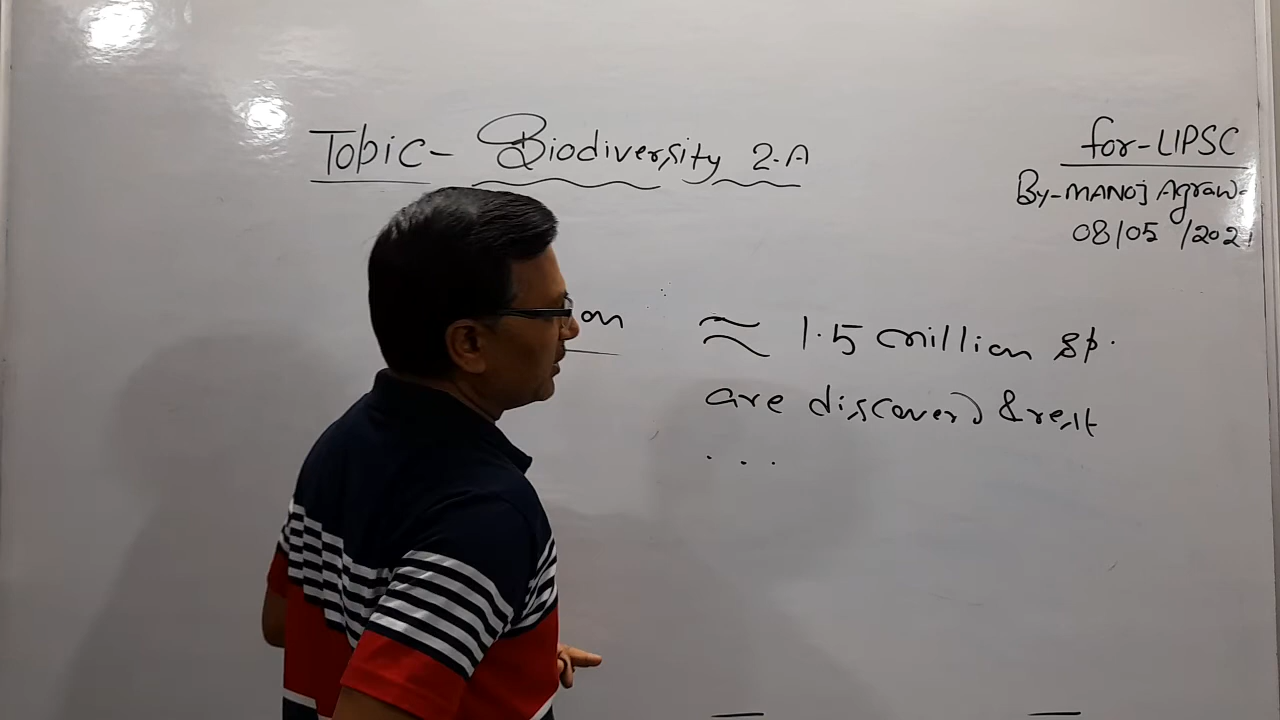 Topic- Biodiversity 2.A
for-UPSC
By-MANOJ Agraw
08/05/202
on ≈ 1.5 million sp.
are discovered & rest
...